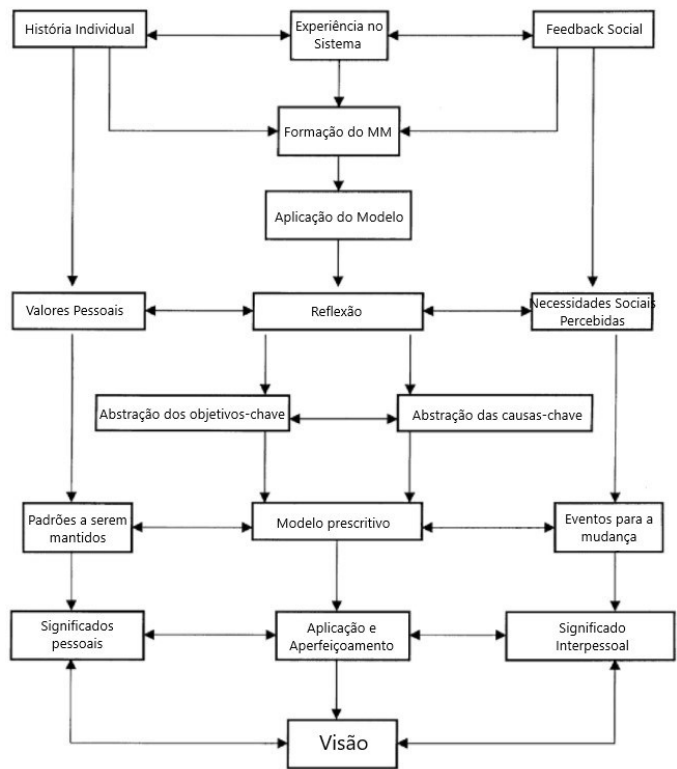 História Individual
Experiência no
Sistema
Feedback Social
Formação do MM
Aplicação do Modelo
Valores Pessoais
Reflexão
Necessidades Sociais
Percebidas
Abstração dos objetivos-chave
Abstração das causas-chave
Padrões a serem
mantidos
Modelo prescritivo
Eventos para a
mudança
Significados
pessoais
Aplicação e
Aperfeiçoamento
Significado
Interpessoal
Visão